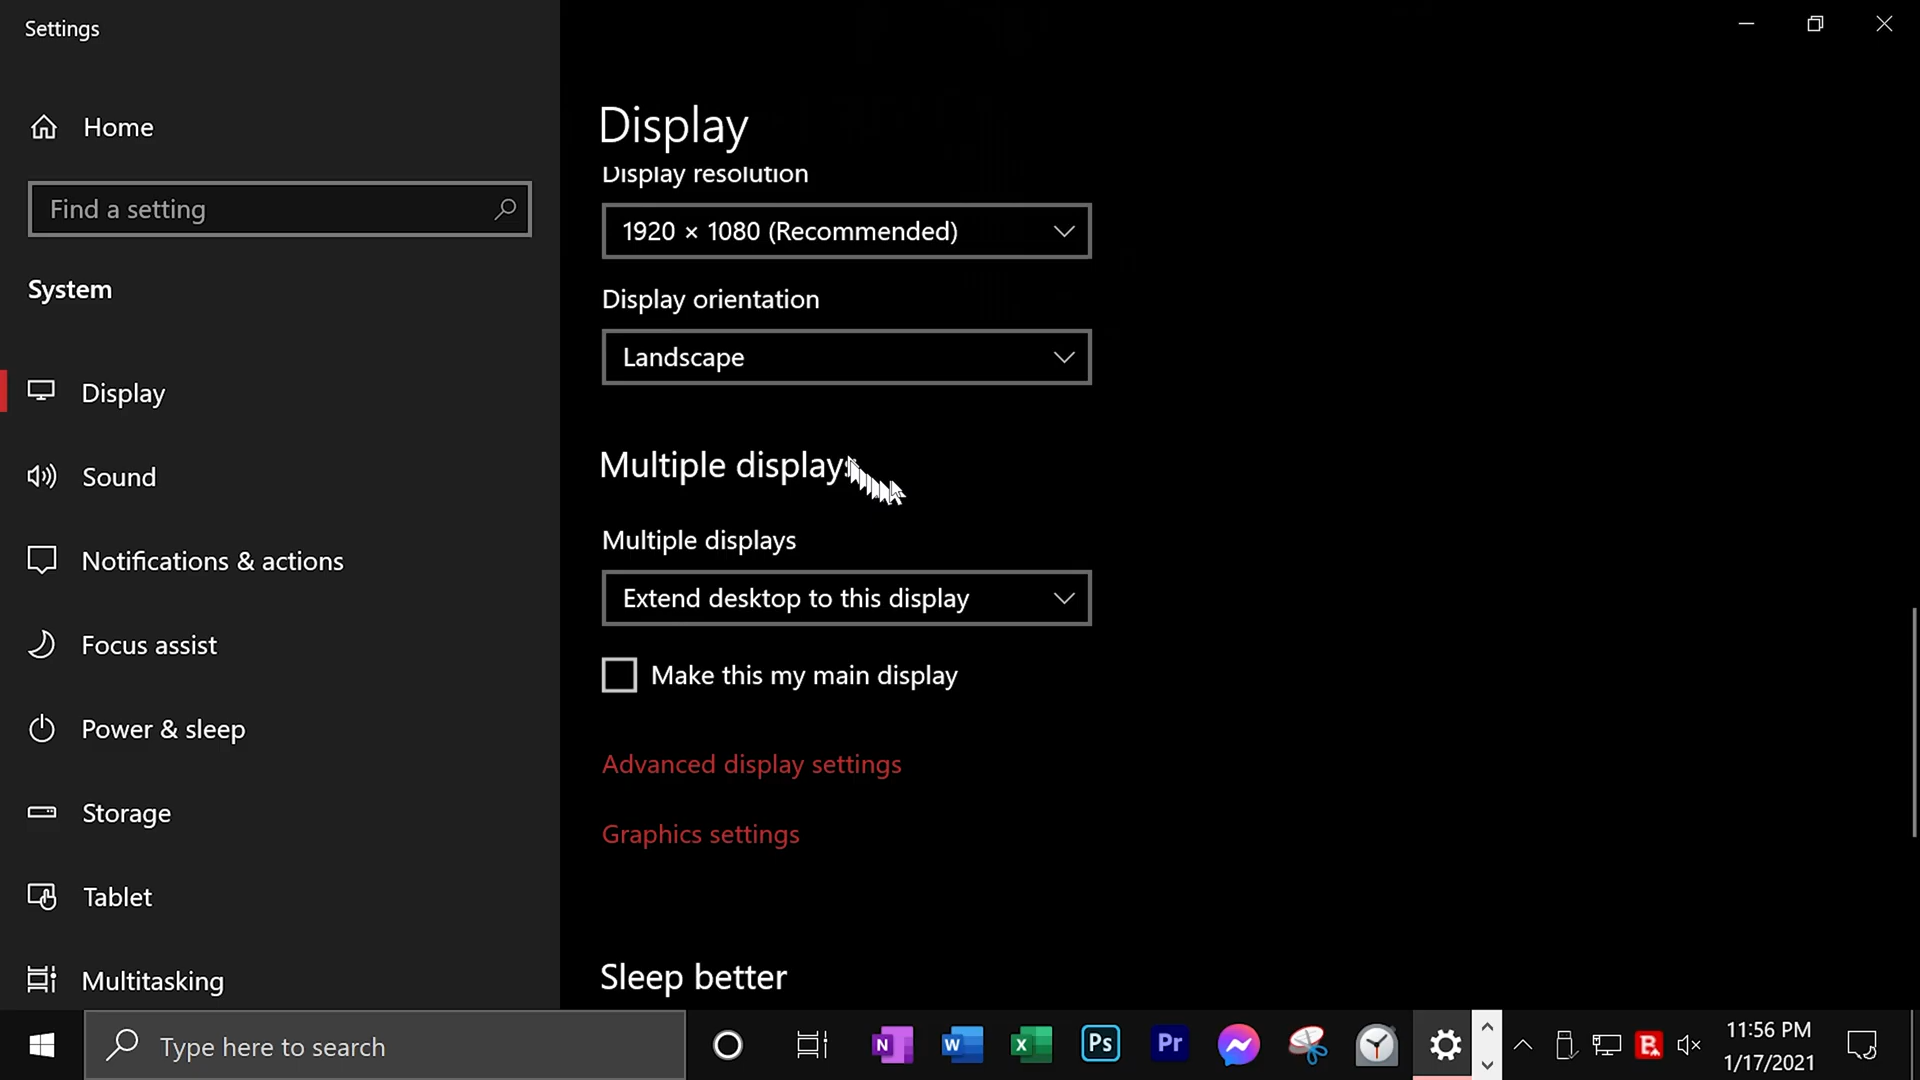 Settings
Home
Find a setting
System
Display
Sound
Notifications & actions
Focus assist
Power & sleep
Storage
Tablet
Multitasking
Display
Display resolution
1920 × 1080 (Recommended)
Display orientation
Landscape
Multiple displays
Multiple displays
Extend desktop to this display
Make this my main display
Advanced display settings
Graphics settings
Sleep better
Type here to search
N
W
X
Ps
Pr
B
11:56 PM
1/17/2021